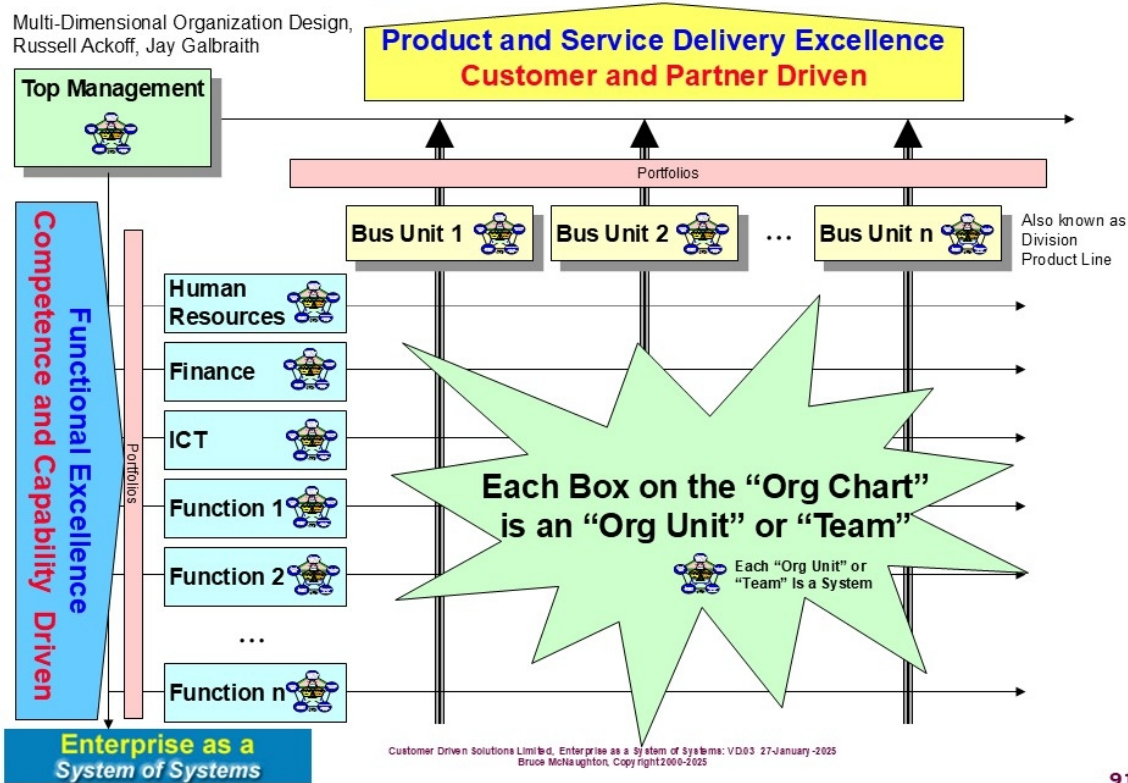 Multi-Dimensional Organization Design,
Russell Ackoff, Jay Galbraith
Product and Service Delivery Excellence
Customer and Partner Driven
Top Management
Portfolios
Bus Unit 1
Bus Unit 2
...
Bus Unit n
Also known as
Division
Product Line
Functional Excellence
Competence and Capability Driven
Portfolios
Human
Resources
Finance
ICT
Function 1
Function 2
...
Function n
Each Box on the “Org Chart”
is an “Org Unit” or “Team”
Each “Org Unit” or
“Team” Is a System
Enterprise as a
System of Systems
Customer Driven Solutions Limited, Enterprise as a System of Systems: VD.03 27-January-2025
Bruce McNaughton, Copyright 2000-2025
91